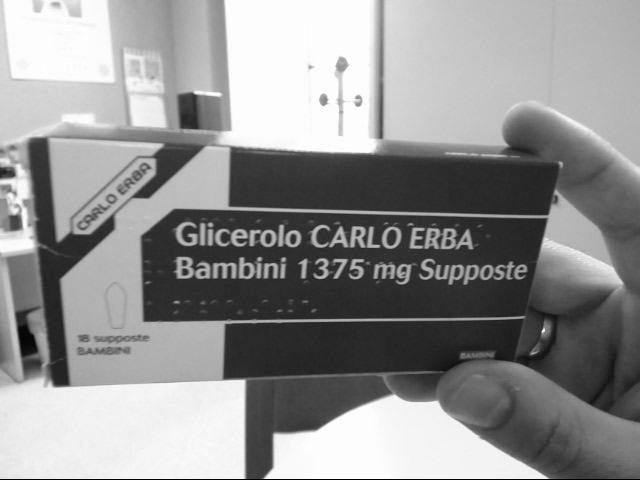 CARLO ERBA
Glicerolo CARLO ERBA
Bambini 1375 mg Supposte
18 supposte
BAMBINI
BAMBINI